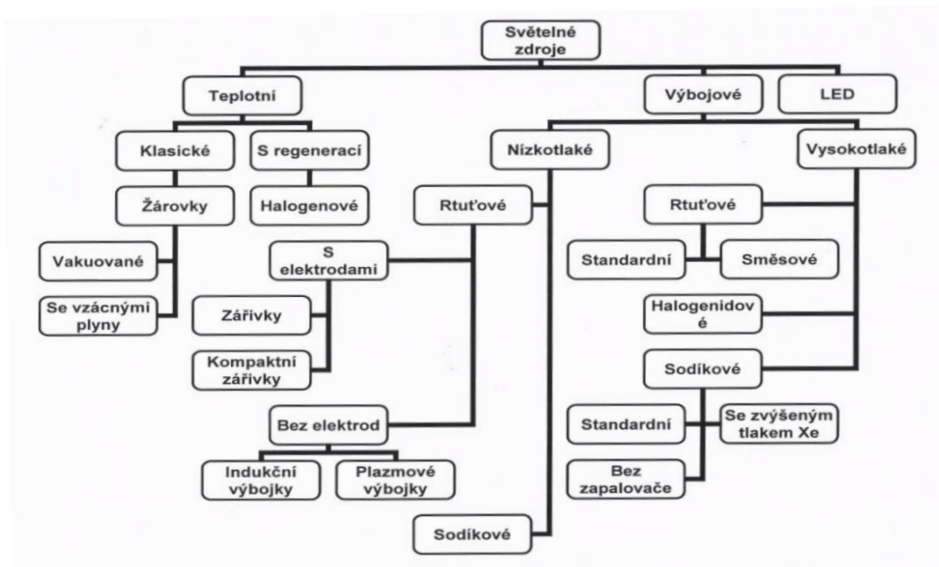 Světelné
zdroje
Teplotní
Výbojové
LED
Klasické
S regenerací
Nízkotlaké
Vysokotlaké
Žárovky
Halogenové
Rtuťové
Rtuťové
Vakuované
S
elektrodami
Standardní
Směsové
Se vzácnými
plyny
Zářivky
Halogenidov
é
Kompaktní
zářivky
Sodíkové
Bez elektrod
Standardní
Se zvýšeným
tlakem Xe
Indukční
výbojky
Plazmové
výbojky
Bez
zapalovače
Sodíkové